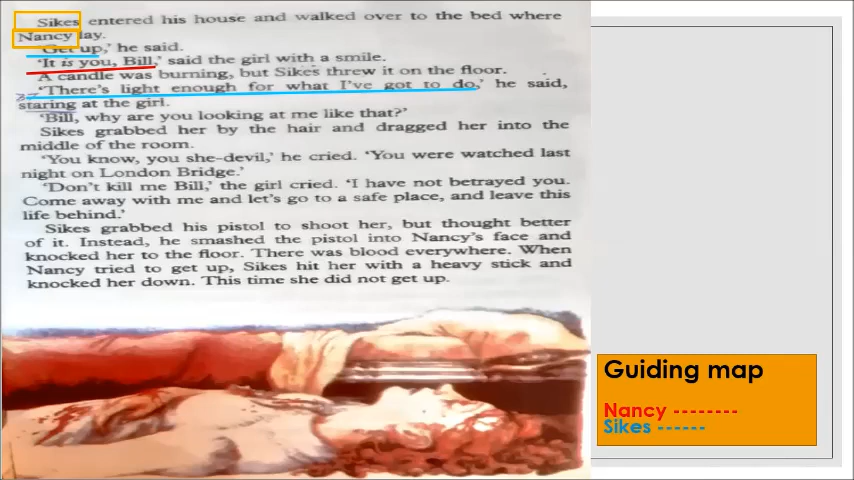 Sikes entered his house and walked over to the bed where
Nancy lay.
'Get up,' he said.
'It is you, Bill,' said the girl with a smile.
A candle was burning, but Sikes threw it on the floor.
'There's light enough for what I've got to do,' he said,
staring at the girl.
'Bill, why are you looking at me like that?'
Sikes grabbed her by the hair and dragged her into the
middle of the room.
'You know, you she-devil,' he cried. 'You were watched last
night on London Bridge.'
'Don't kill me Bill,' the girl cried. 'I have not betrayed you.
Come away with me and let's go to a safe place, and leave this
life behind.'
Sikes grabbed his pistol to shoot her, but thought better
of it. Instead, he smashed the pistol into Nancy's face and
knocked her to the floor. There was blood everywhere. When
Nancy tried to get up, Sikes hit her with a heavy stick and
knocked her down. This time she did not get up.
Guiding map
Nancy --------
Sikes ------